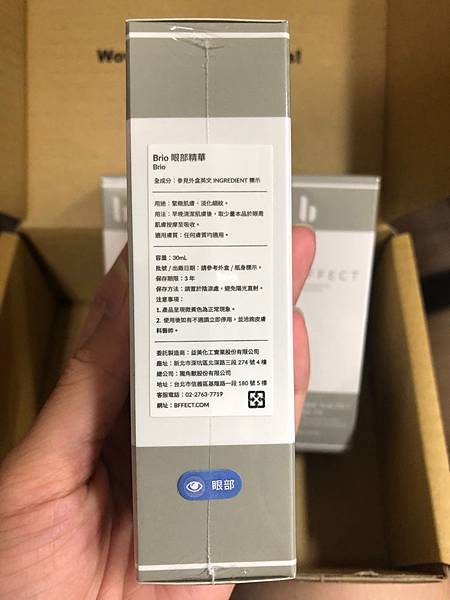 Brio 眼部精華
Brio
全成分：參見外盒英文 INGREDIENT 標示
用途：緊緻肌膚、淡化細紋。
用法：早晚清潔肌膚後，取少量本品於眼周
肌膚按摩至吸收。
適用膚質：任何膚質均適用。
容量：30mL
批號 / 出廠日期：請參考外盒 / 瓶身標示。
保存期限：3 年
保存方法：請置於陰涼處，避免陽光直射。
注意事項：
1. 產品呈現微黃色為正常現象。
2. 使用後如有不適請立即停用，並洽詢皮膚
科醫師。
委託製造商：益美化工實業股份有限公司
廠址：新北市深坑區北深路三段 274 號 4 樓
總公司：獨角獸股份有限公司
地址：台北市信義區基隆路一段 180 號 5 樓
客服電話：02-2763-7719
網址：BFFECT.COM
眼部
b
FFECT